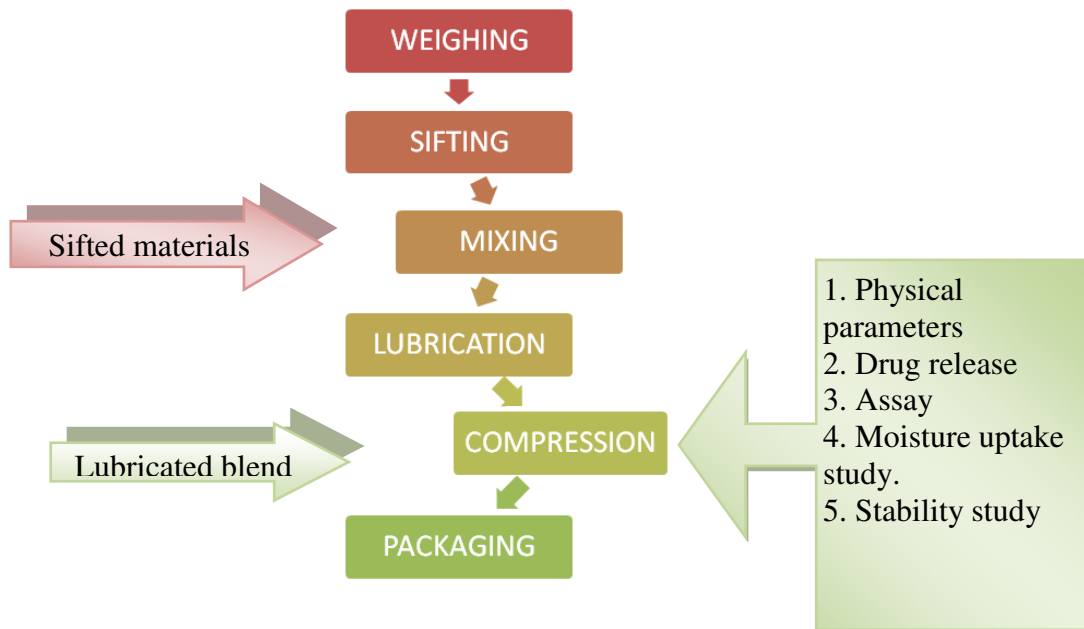 WEIGHING
SIFTING
Sifted materials
MIXING
LUBRICATION
Lubricated blend
COMPRESSION
PACKAGING
1. Physical
parameters
2. Drug release
3. Assay
4. Moisture uptake
study.
5. Stability study